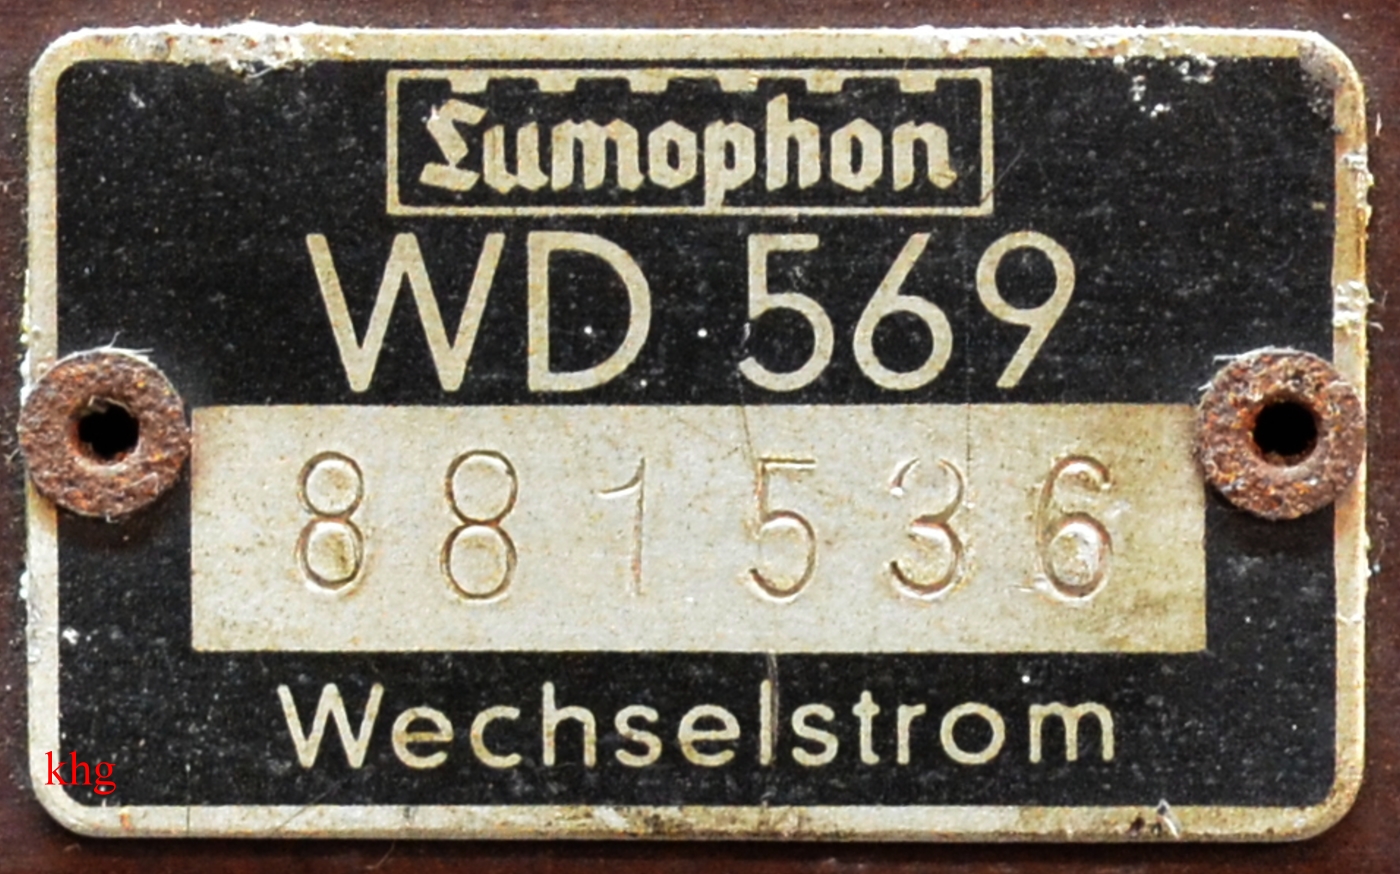 Lumophon
WD 569
881536
Wechselstrom
khg